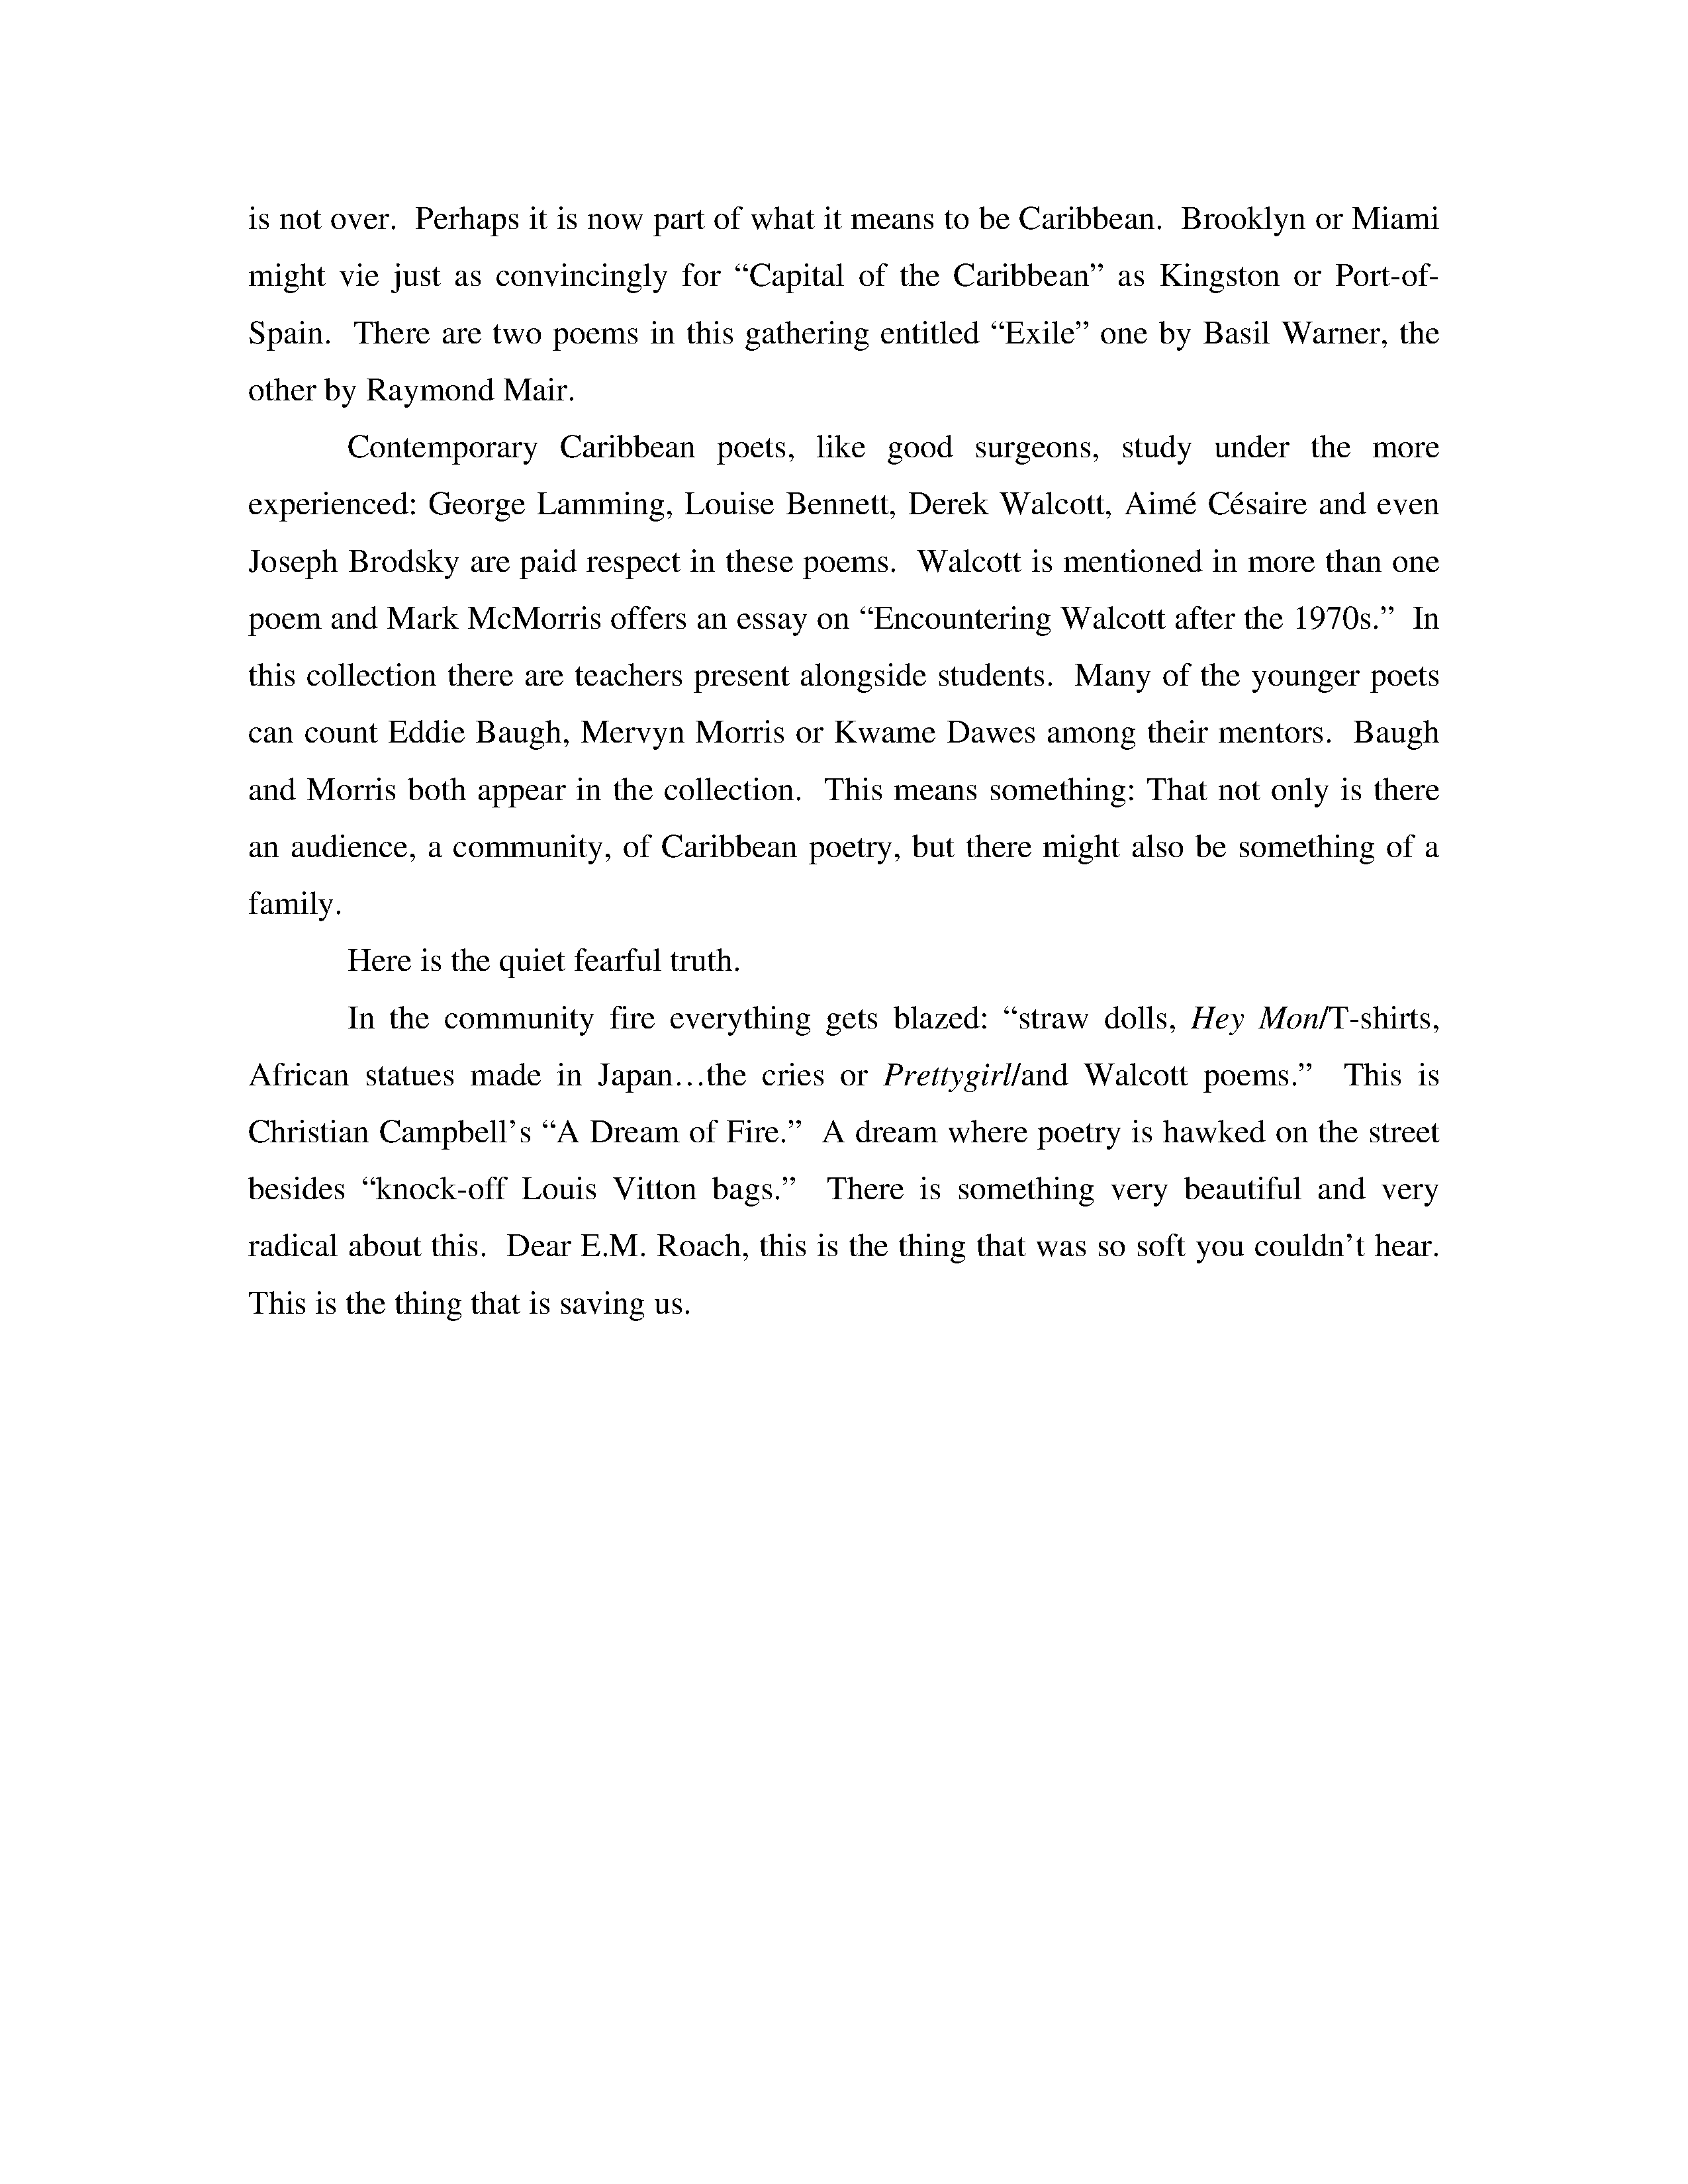 is not over.  Perhaps it is now part of what it means to be Caribbean.  Brooklyn or Miami
might vie just as convincingly for “Capital of the Caribbean” as Kingston or Port-of-
Spain.  There are two poems in this gathering entitled “Exile” one by Basil Warner, the
other by Raymond Mair.
Contemporary Caribbean poets, like good surgeons, study under the more
experienced: George Lamming, Louise Bennett, Derek Walcott, Aimé Césaire and even
Joseph Brodsky are paid respect in these poems.  Walcott is mentioned in more than one
poem and Mark McMorris offers an essay on “Encountering Walcott after the 1970s.”  In
this collection there are teachers present alongside students.  Many of the younger poets
can count Eddie Baugh, Mervyn Morris or Kwame Dawes among their mentors.  Baugh
and Morris both appear in the collection.  This means something: That not only is there
an audience, a community, of Caribbean poetry, but there might also be something of a
family.
Here is the quiet fearful truth.
In the community fire everything gets blazed: “straw dolls, Hey Mon/T-shirts,
African statues made in Japan…the cries or Prettygirl/and Walcott poems.”  This is
Christian Campbell’s “A Dream of Fire.”  A dream where poetry is hawked on the street
besides “knock-off Louis Vitton bags.”  There is something very beautiful and very
radical about this.  Dear E.M. Roach, this is the thing that was so soft you couldn’t hear.
This is the thing that is saving us.